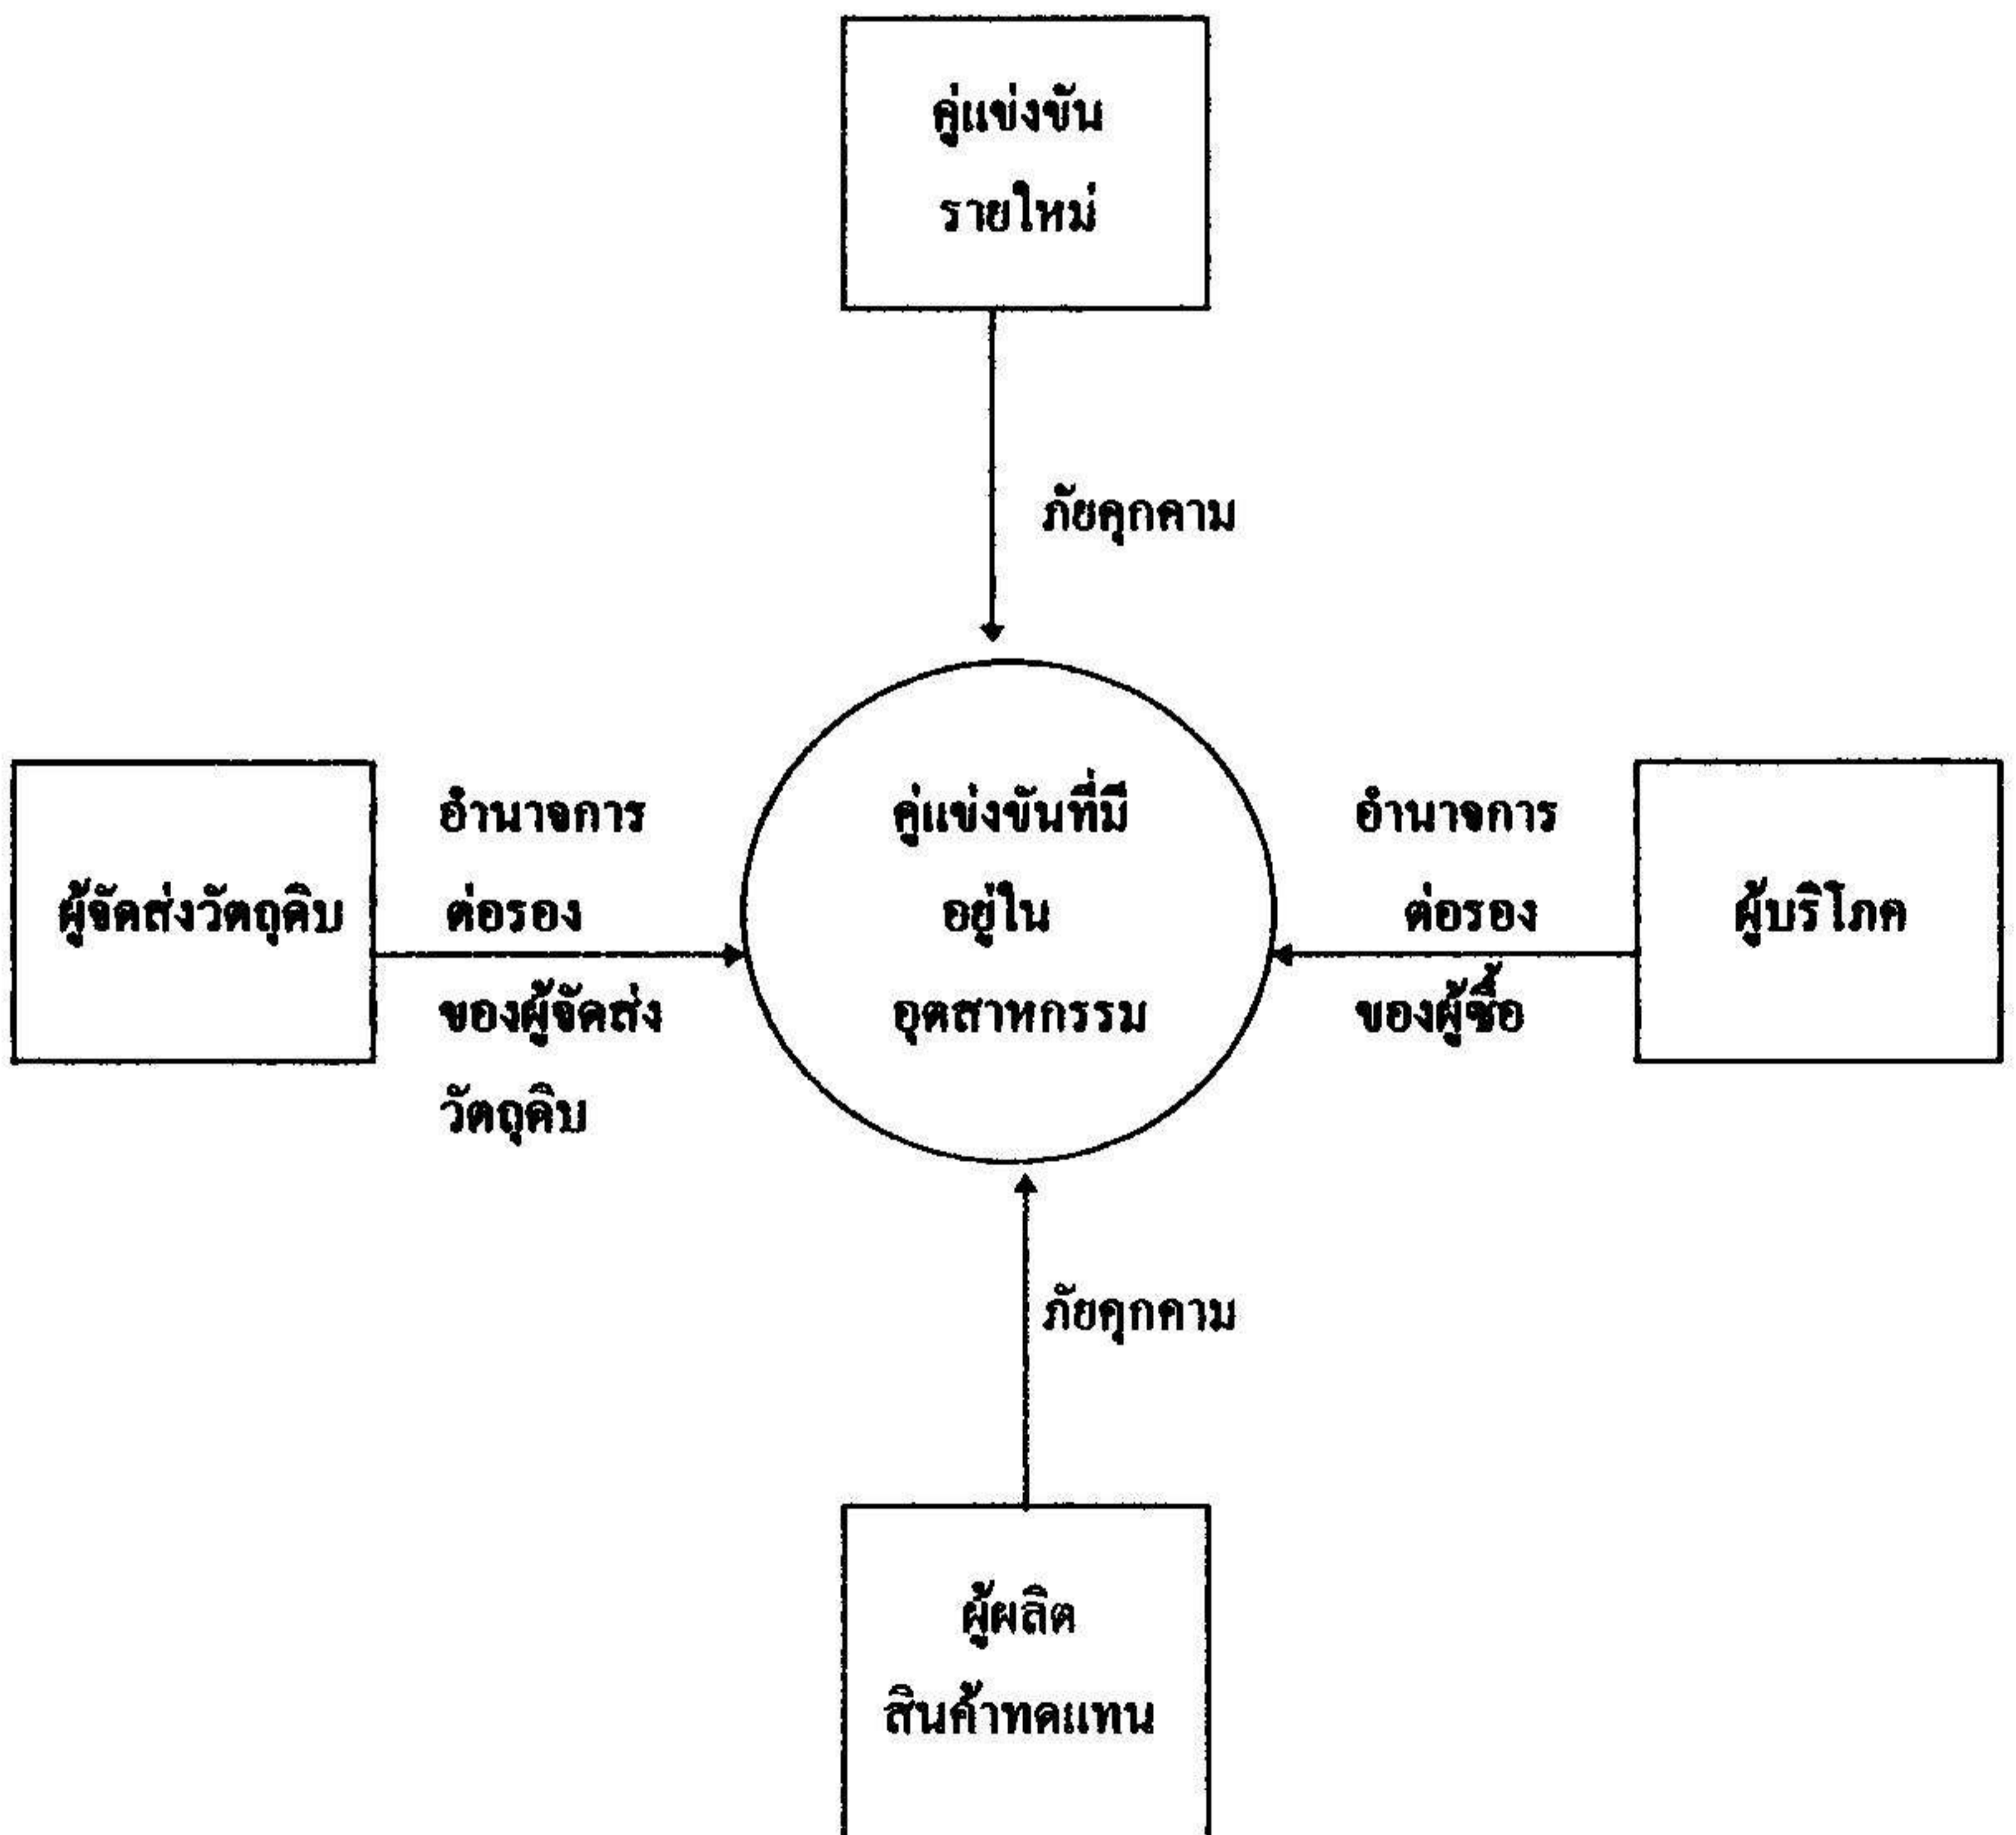 คู่แข่งขัน
รายใหม่
ภัยคุกคาม
ผู้จัดส่งวัตถุดิบ
อำนาจการ
ต่อรอง
ของผู้จัดส่ง
วัตถุดิบ
คู่แข่งขันที่มี
อยู่ใน
อุตสาหกรรม
อำนาจการ
ต่อรอง
ของผู้ซื้อ
ผู้บริโภค
ภัยคุกคาม
ผู้ผลิต
สินค้าทดแทน